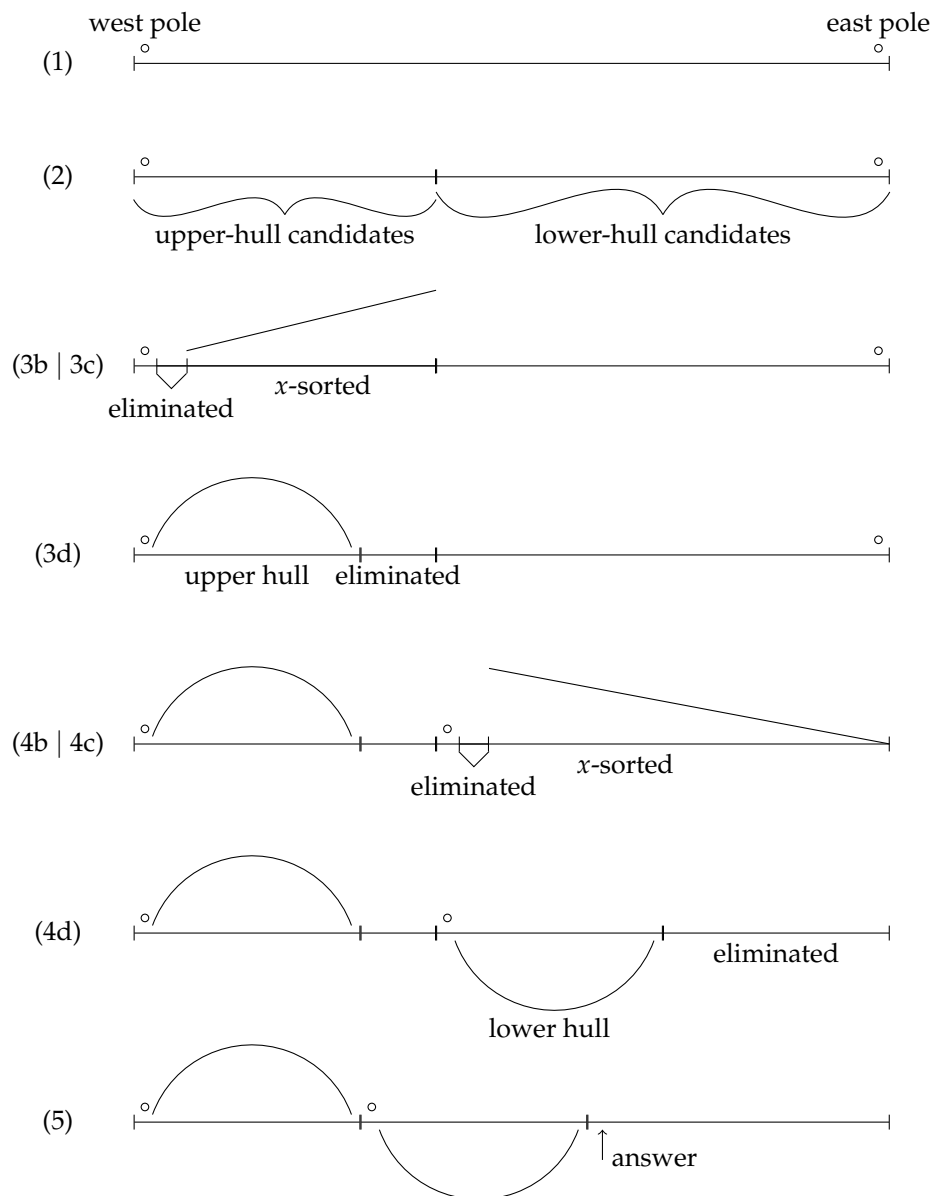 west pole east pole
(1)
(2)
upper-hull candidates lower-hull candidates
(3b | 3c)
x-sorted
eliminated
(3d)
upper hull eliminated
(4b | 4c)
x-sorted
eliminated
(4d)
eliminated
lower hull
(5)
answer